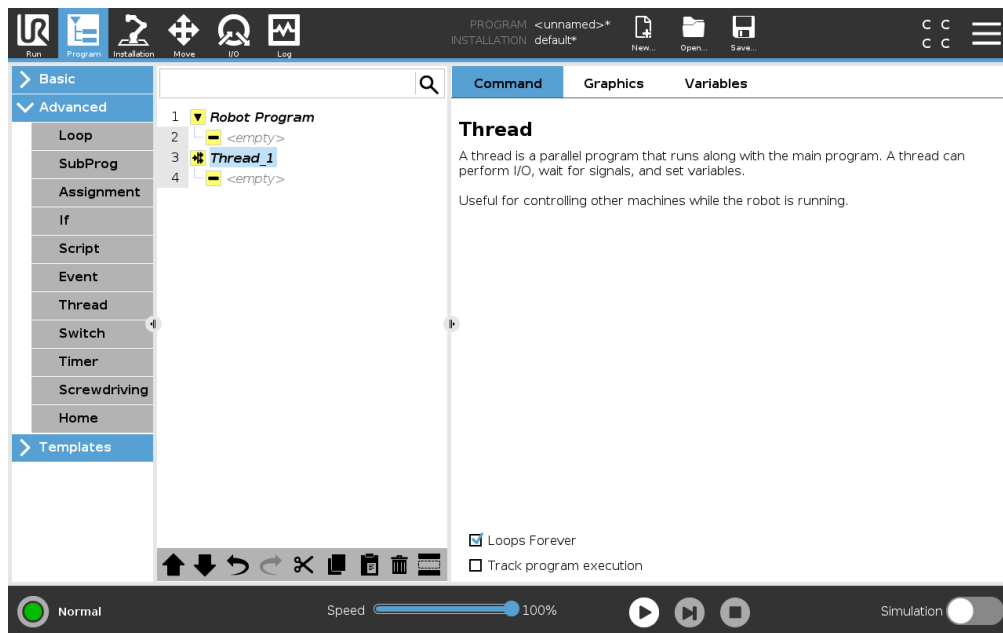 PROGRAM <unnamed>*
INSTALLATION default*
C C
C C
Run Program Installation Move I/O Log New... Open... Save...
Basic
Advanced
Loop
SubProg
Assignment
If
Script
Event
Thread
Switch
Timer
Screwdriving
Home
Templates
1 Robot Program
2 <empty>
3 Thread_1
4 <empty>
Command Graphics Variables
Thread
A thread is a parallel program that runs along with the main program. A thread can
perform I/O, wait for signals, and set variables.
Useful for controlling other machines while the robot is running.
Loops Forever
Track program execution
Normal Speed 100% Simulation